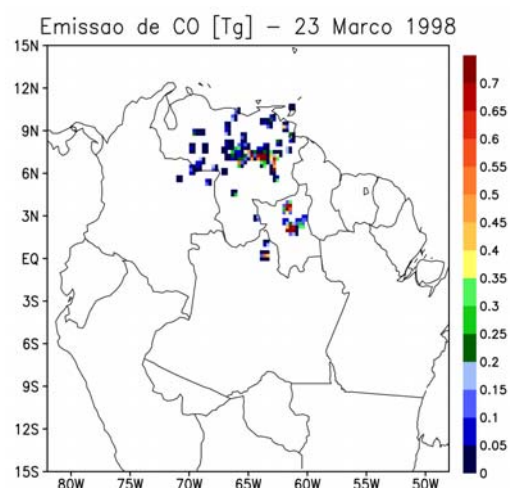 Emissao de CO [Tg] – 23 Marco 1998
15N
12N
9N
6N
3N
EQ
3S
6S
9S
12S
15S
80W 75W 70W 65W 60W 55W 50W
0.7
0.65
0.6
0.55
0.5
0.45
0.4
0.35
0.3
0.25
0.2
0.15
0.1
0.05
0